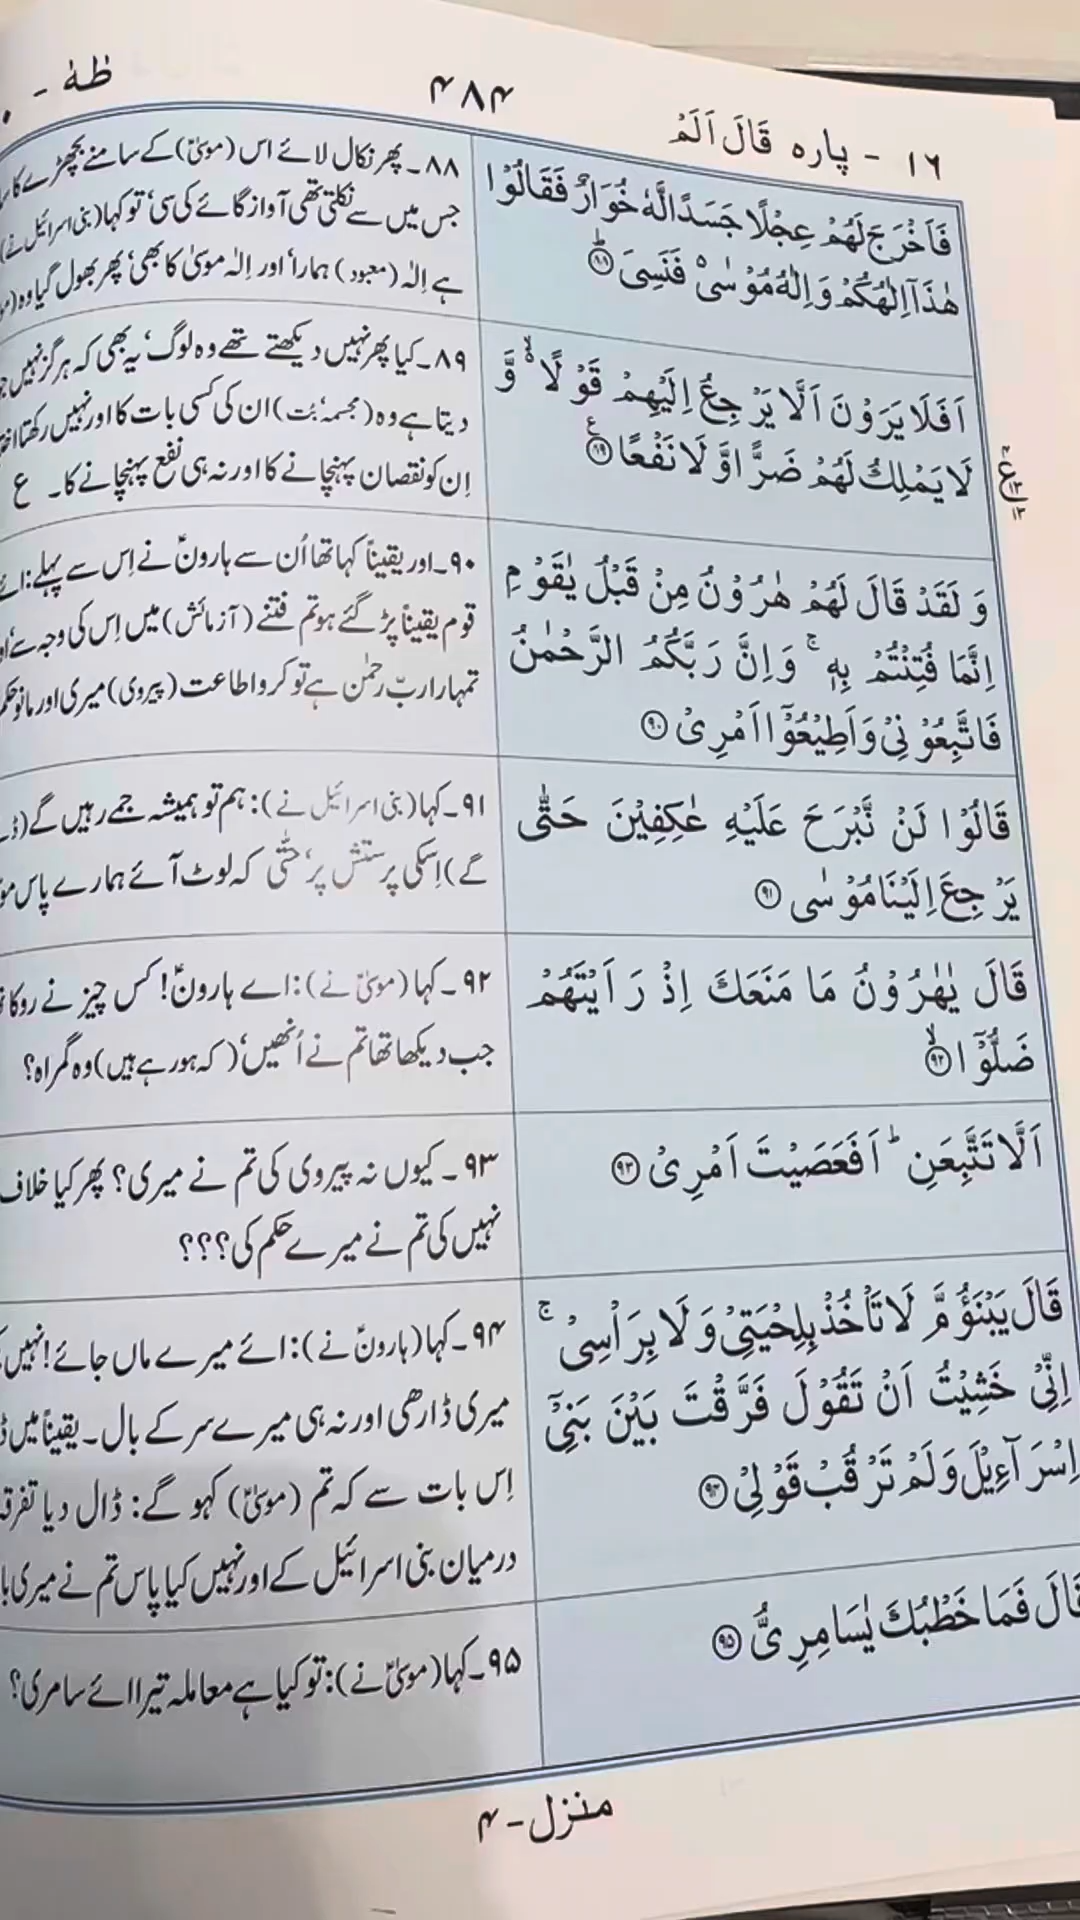 ۱۶ - پارہ قَالَ اَلَمْ
۴۸۴
طٰہٰ -
فَاَخْرَجَ لَهُمْ عِجْلًا جَسَدًا لَّهٗ خُوَارٌ فَقَالُوْا
هٰذَاۤ اِلٰهُكُمْ وَ اِلٰهُ مُوْسٰى ۬ فَنَسِیَ ؕ۝۸۸
۸۸۔ پھر نکال لائے اس (موسیٰؑ) کے سامنے بچھڑے کا
جس میں سے نکلتی تھی آواز گائے کی سی، تو کہا (بنی اسرائیل نے)
ہے اِلٰہ (معبود) ہمارا اور اِلٰہ موسیٰ کا بھی، پھر بھول گیا وہ
اَفَلَا یَرَوْنَ اَلَّا یَرْجِعُ اِلَیْهِمْ قَوْلًا ۙ۬ وَّ
لَا یَمْلِكُ لَهُمْ ضَرًّا وَّ لَا نَفْعًا ۝۸۹ ع
۸۹۔ کیا پھر نہیں دیکھتے تھے وہ لوگ، یہ بھی کہ ہرگز نہیں
دیتا ہے وہ (مجسمہ، بُت) ان کی کسی بات کا اور نہیں رکھتا
اِن کو نقصان پہنچانے کا اور نہ ہی نفع پہنچانے کا۔ ع
وَ لَقَدْ قَالَ لَهُمْ هٰرُوْنُ مِنْ قَبْلُ یٰقَوْمِ
اِنَّمَا فُتِنْتُمْ بِهٖ ۚ وَ اِنَّ رَبَّكُمُ الرَّحْمٰنُ
فَاتَّبِعُوْنِیْ وَ اَطِیْعُوْۤا اَمْرِیْ ۝۹۰
۹۰۔ اور یقیناً کہا تھا اُن سے ہارونؑ نے اِس سے پہلے: اے
قوم یقیناً پڑ گئے ہو تم فتنے (آزمائش) میں اِس کی وجہ سے،
تمہارا ربّ رحمٰن ہے تو کرو اطاعت (پیروی) میری اور مانو حکم
قَالُوْا لَنْ نَّبْرَحَ عَلَیْهِ عٰكِفِیْنَ حَتّٰى
یَرْجِعَ اِلَیْنَا مُوْسٰى ۝۹۱
۹۱۔ کہا (بنی اسرائیل نے): ہم تو ہمیشہ جمے رہیں گے
گے) اِسکی پرستش پر، حتّٰی کہ لوٹ آئے ہمارے پاس
قَالَ یٰهٰرُوْنُ مَا مَنَعَكَ اِذْ رَاَیْتَهُمْ
ضَلُّوْۤا ۙ۝۹۲
۹۲۔ کہا (موسیٰؑ نے): اے ہارونؑ! کس چیز نے روکا
جب دیکھا تھا تم نے اُنھیں، (کہ ہو رہے ہیں) وہ گمراہ؟
اَلَّا تَتَّبِعَنِ ؕ اَفَعَصَیْتَ اَمْرِیْ ۝۹۳
۹۳۔ کیوں نہ پیروی کی تم نے میری؟ پھر کیا خلاف
نہیں کی تم نے میرے حکم کی؟؟؟
قَالَ یَبْنَؤُمَّ لَا تَاْخُذْ بِلِحْیَتِیْ وَ لَا بِرَاْسِیْ ۚ
اِنِّیْ خَشِیْتُ اَنْ تَقُوْلَ فَرَّقْتَ بَیْنَ بَنِیْۤ
اِسْرَآءِیْلَ وَ لَمْ تَرْقُبْ قَوْلِیْ ۝۹۴
۹۴۔ کہا (ہارونؑ نے): اے میرے ماں جائے! نہیں
میری ڈارھی اور نہ ہی میرے سر کے بال۔ یقیناً میں
اِس بات سے کہ تم (موسیٰؑ) کہو گے: ڈال دیا تفرقہ
درمیان بنی اسرائیل کے اور نہیں کیا پاس تم نے میری
قَالَ فَمَا خَطْبُكَ یٰسَامِرِیُّ ۝۹۵
۹۵۔ کہا (موسیٰؑ نے): تو کیا ہے معاملہ تیرا اے سامری؟
منزل - ۴